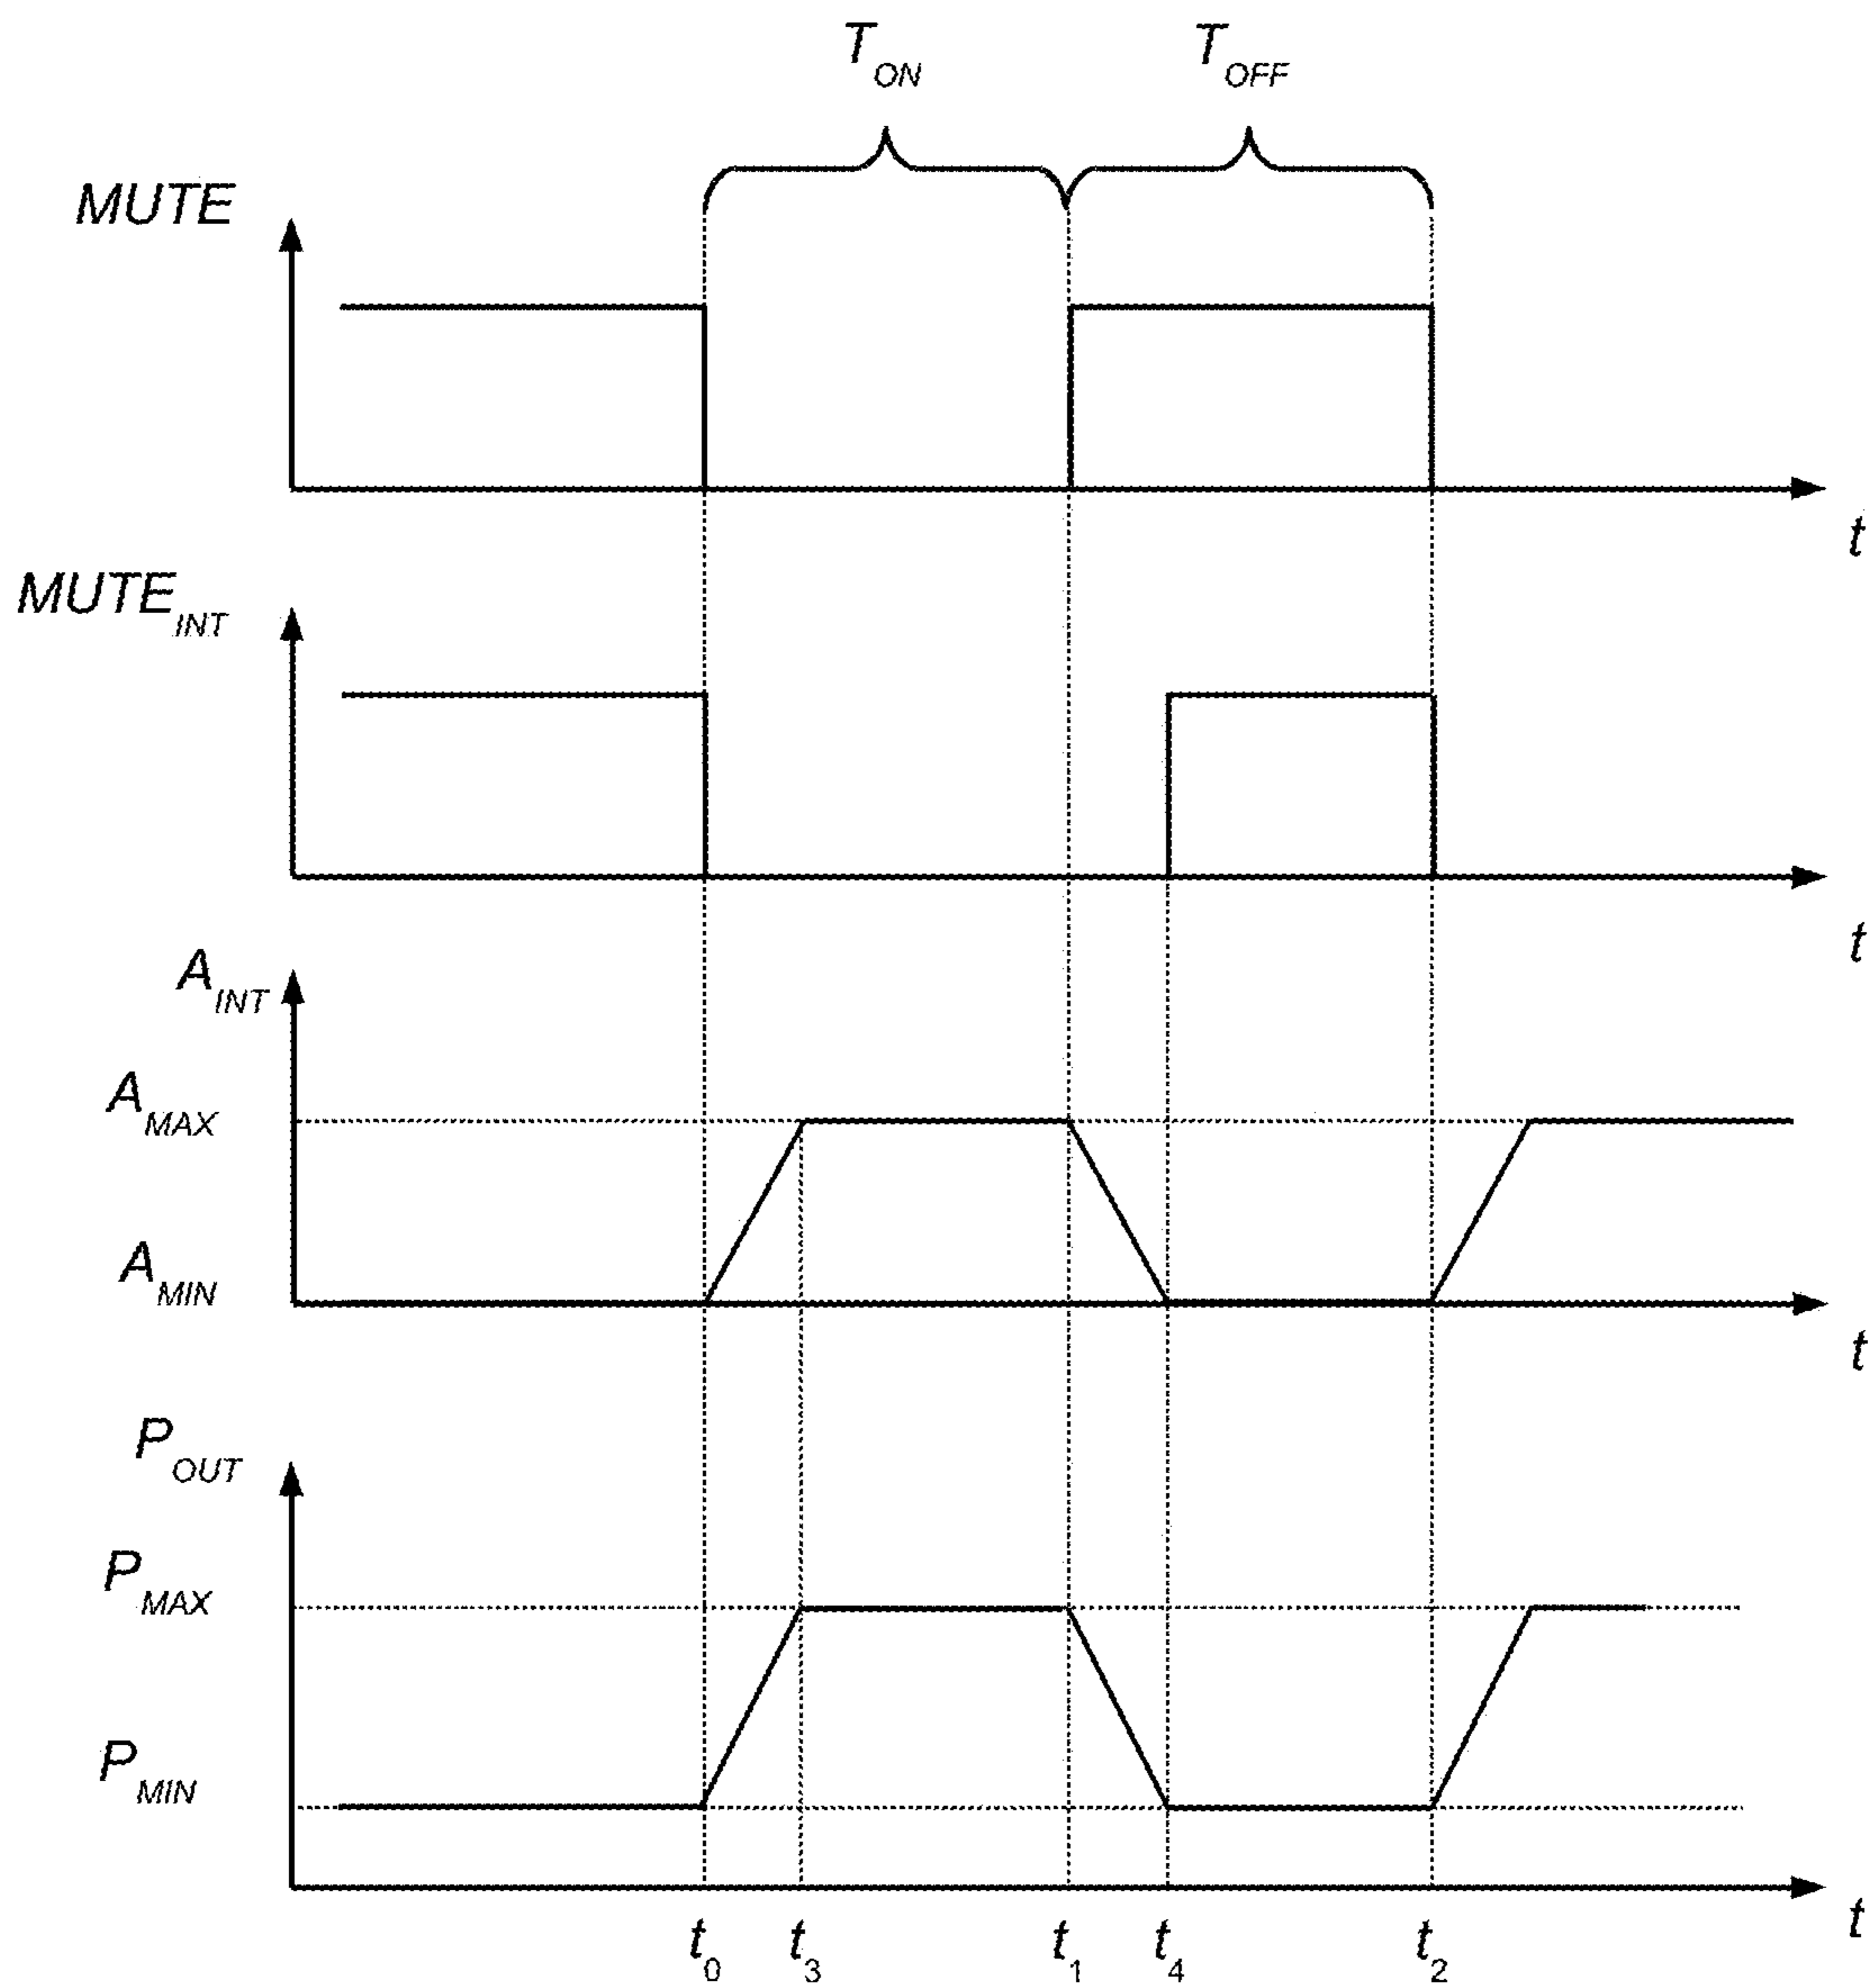 T_ON T_OFF
MUTE
t
MUTE_INT
t
A_INT
A_MAX
A_MIN
t
P_OUT
P_MAX
P_MIN
t
t_0 t_3 t_1 t_4 t_2